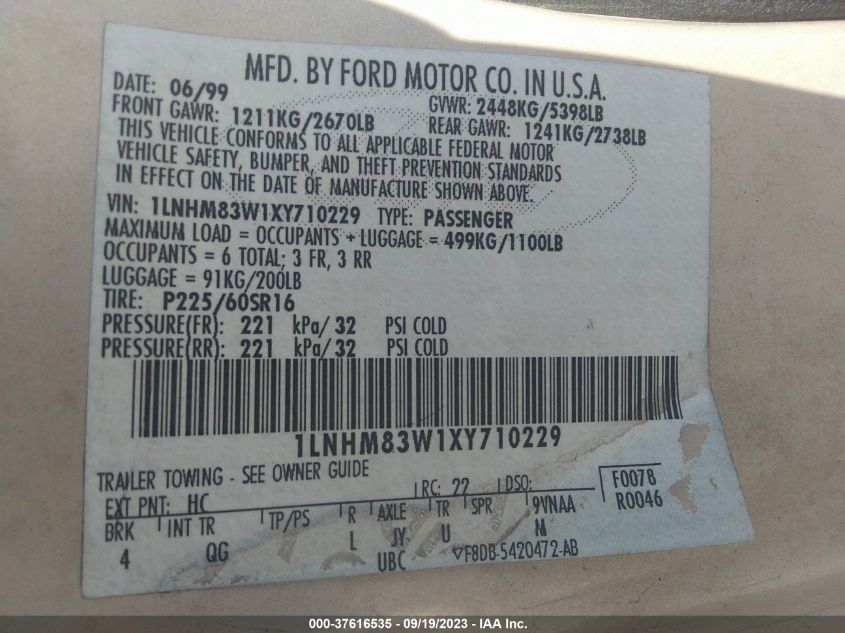 MFD. BY FORD MOTOR CO. IN U.S.A.
DATE: 06/99 GVWR: 2448KG/5398LB
FRONT GAWR: 1211KG/2670LB REAR GAWR: 1241KG/2738LB
THIS VEHICLE CONFORMS TO ALL APPLICABLE FEDERAL MOTOR
VEHICLE SAFETY, BUMPER, AND THEFT PREVENTION STANDARDS
IN EFFECT ON THE DATE OF MANUFACTURE SHOWN ABOVE.
VIN: 1LNHM83W1XY710229 TYPE: PASSENGER
MAXIMUM LOAD = OCCUPANTS + LUGGAGE = 499KG/1100LB
OCCUPANTS = 6 TOTAL; 3 FR, 3 RR
LUGGAGE = 91KG/200LB
TIRE: P225/60SR16
PRESSURE(FR): 221 kPa/ 32 PSI COLD
PRESSURE(RR): 221 kPa/ 32 PSI COLD
1LNHM83W1XY710229
TRAILER TOWING - SEE OWNER GUIDE
EXT PNT: HC RC: 22 DSO: F0078
R0046
BRK INT TR TP/PS R AXLE TR SPR 9VNAA
4 QG L JY U M
UBC F8DB-5420472-AB
000-37616535 - 09/19/2023 - IAA Inc.